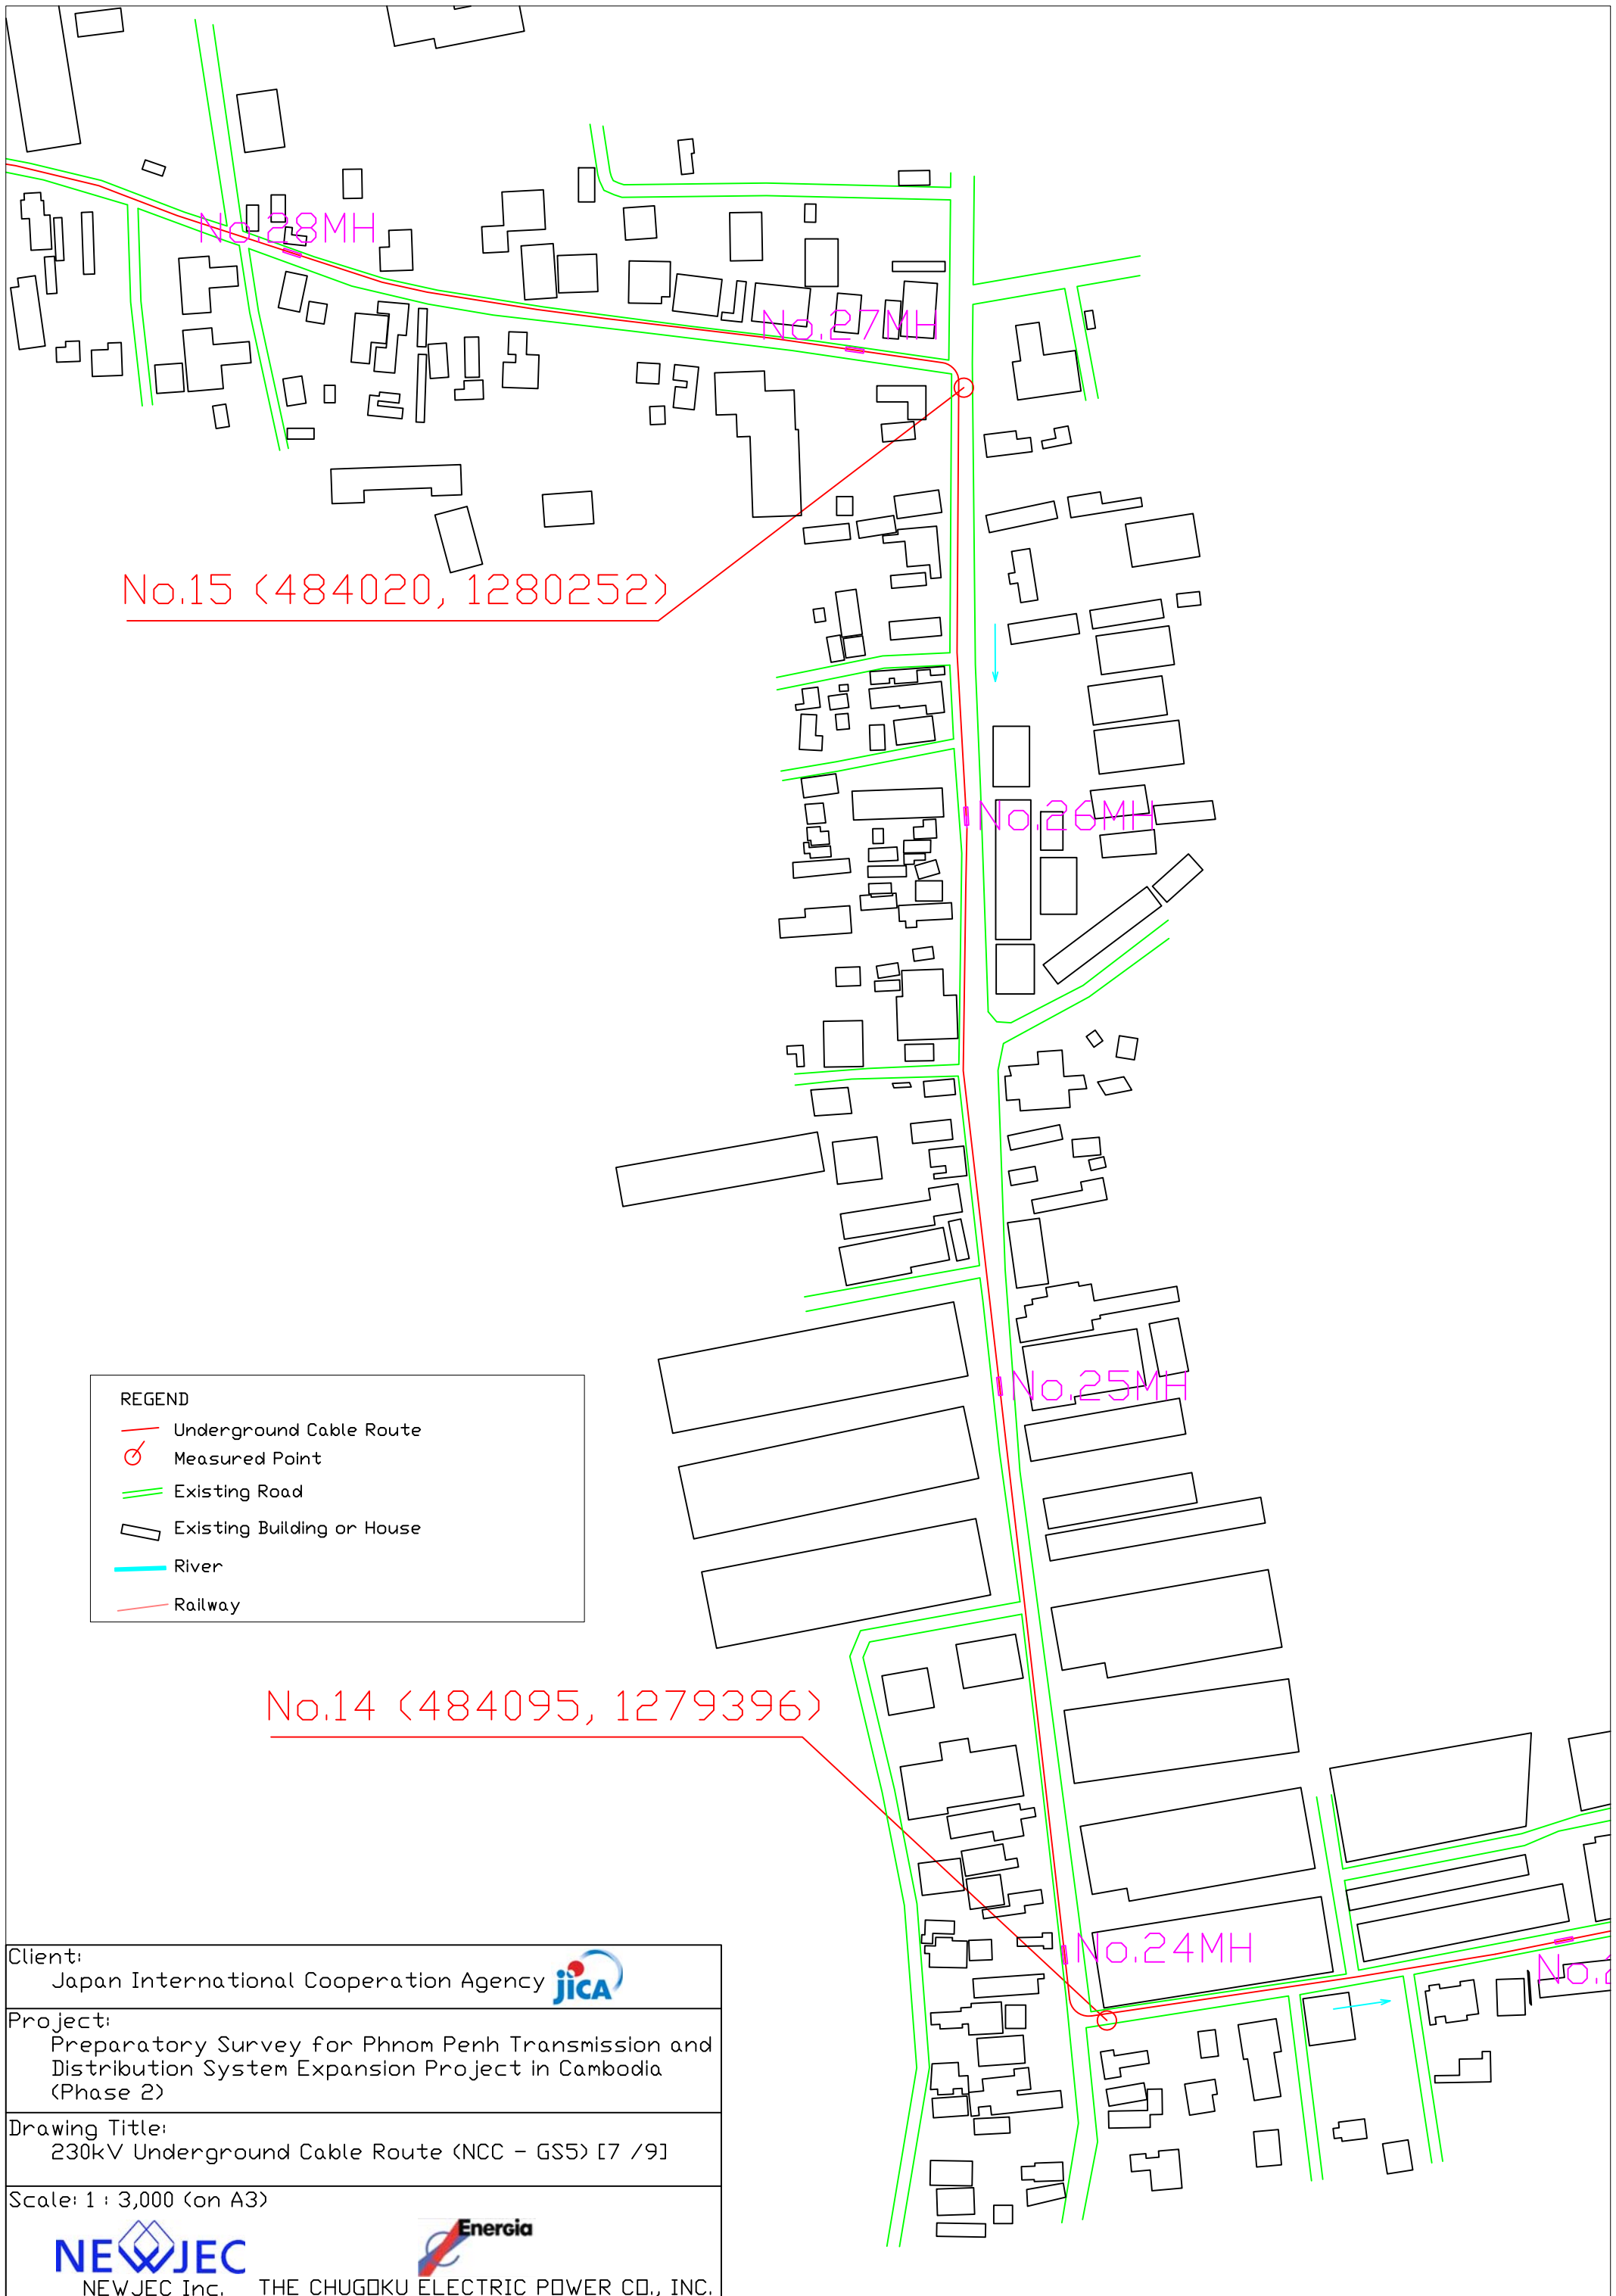 No.28MH
No.27MH
No.15 (484020, 1280252)
No.26MH
No.25MH
REGEND
Underground Cable Route
Measured Point
Existing Road
Existing Building or House
River
Railway
No.14 (484095, 1279396)
No.24MH
No.2
Client:
Japan International Cooperation Agency
jICA
Project:
Preparatory Survey for Phnom Penh Transmission and
Distribution System Expansion Project in Cambodia
(Phase 2)
Drawing Title:
230kV Underground Cable Route (NCC - GS5) [7 /9]
Scale: 1 : 3,000 (on A3)
NEWJEC
Energia
NEWJEC Inc.
THE CHUGOKU ELECTRIC POWER CO., INC.